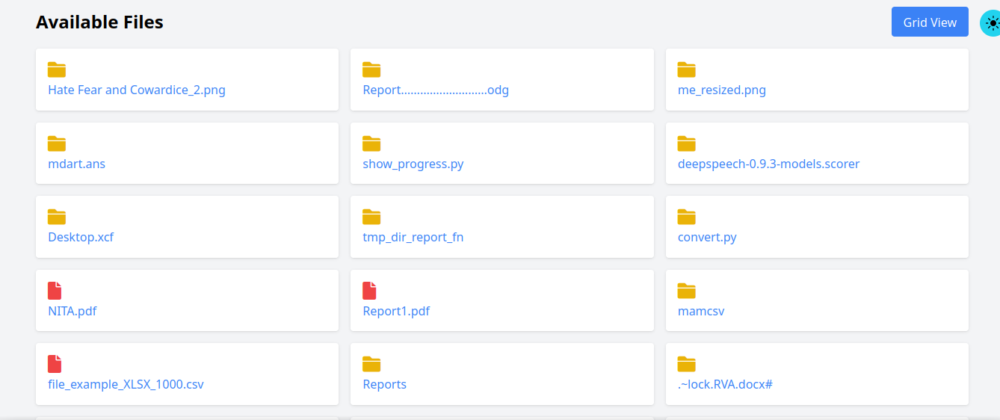 Available Files
Grid View
Hate Fear and Cowardice_2.png
Report...........................odg
me_resized.png
mdart.ans
show_progress.py
deepspeech-0.9.3-models.scorer
Desktop.xcf
tmp_dir_report_fn
convert.py
NITA.pdf
Report1.pdf
mamcsv
file_example_XLSX_1000.csv
Reports
.~lock.RVA.docx#